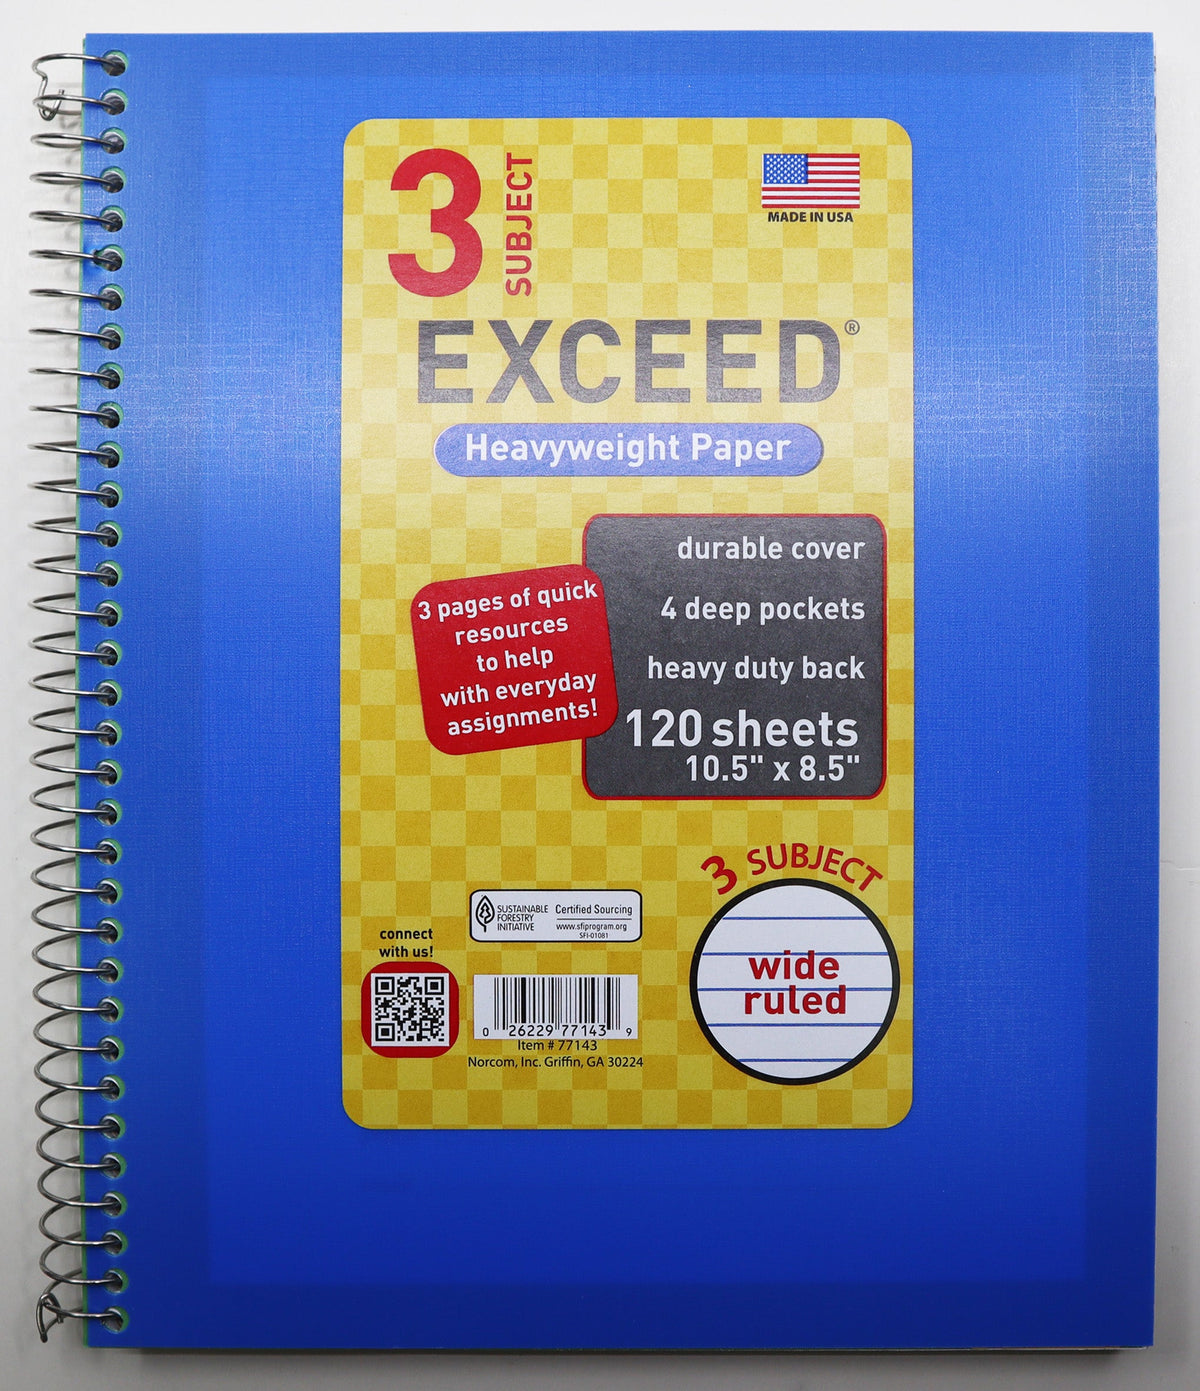 3 SUBJECT
MADE IN USA
EXCEED®
Heavyweight Paper
durable cover
4 deep pockets
heavy duty back
120 sheets
10.5" x 8.5"
3 pages of quick
resources
to help
with everyday
assignments!
3 SUBJECT
wide
ruled
SUSTAINABLE
FORESTRY
INITIATIVE
Certified Sourcing
www.sfiprogram.org
SFI-01081
connect
with us!
0 26229 77143 9
Item # 77143
Norcom, Inc. Griffin, GA 30224